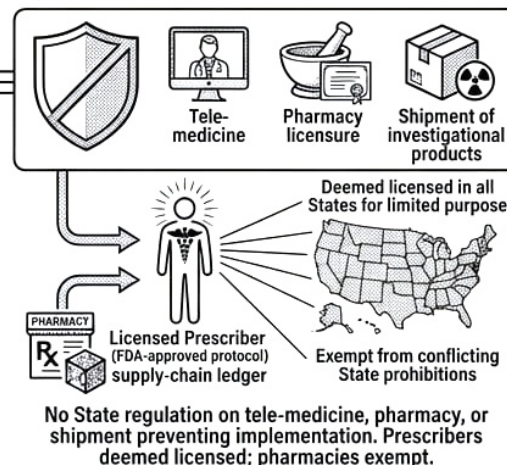 Tele-
medicine
Pharmacy
licensure
Shipment of
investigational
products
Deemed licensed in all
States for limited purpose
PHARMACY
Rx
Licensed Prescriber
(FDA-approved protocol)
supply-chain ledger
Exempt from conflicting
State prohibitions
No State regulation on tele-medicine, pharmacy, or
shipment preventing implementation. Prescribers
deemed licensed; pharmacies exempt.